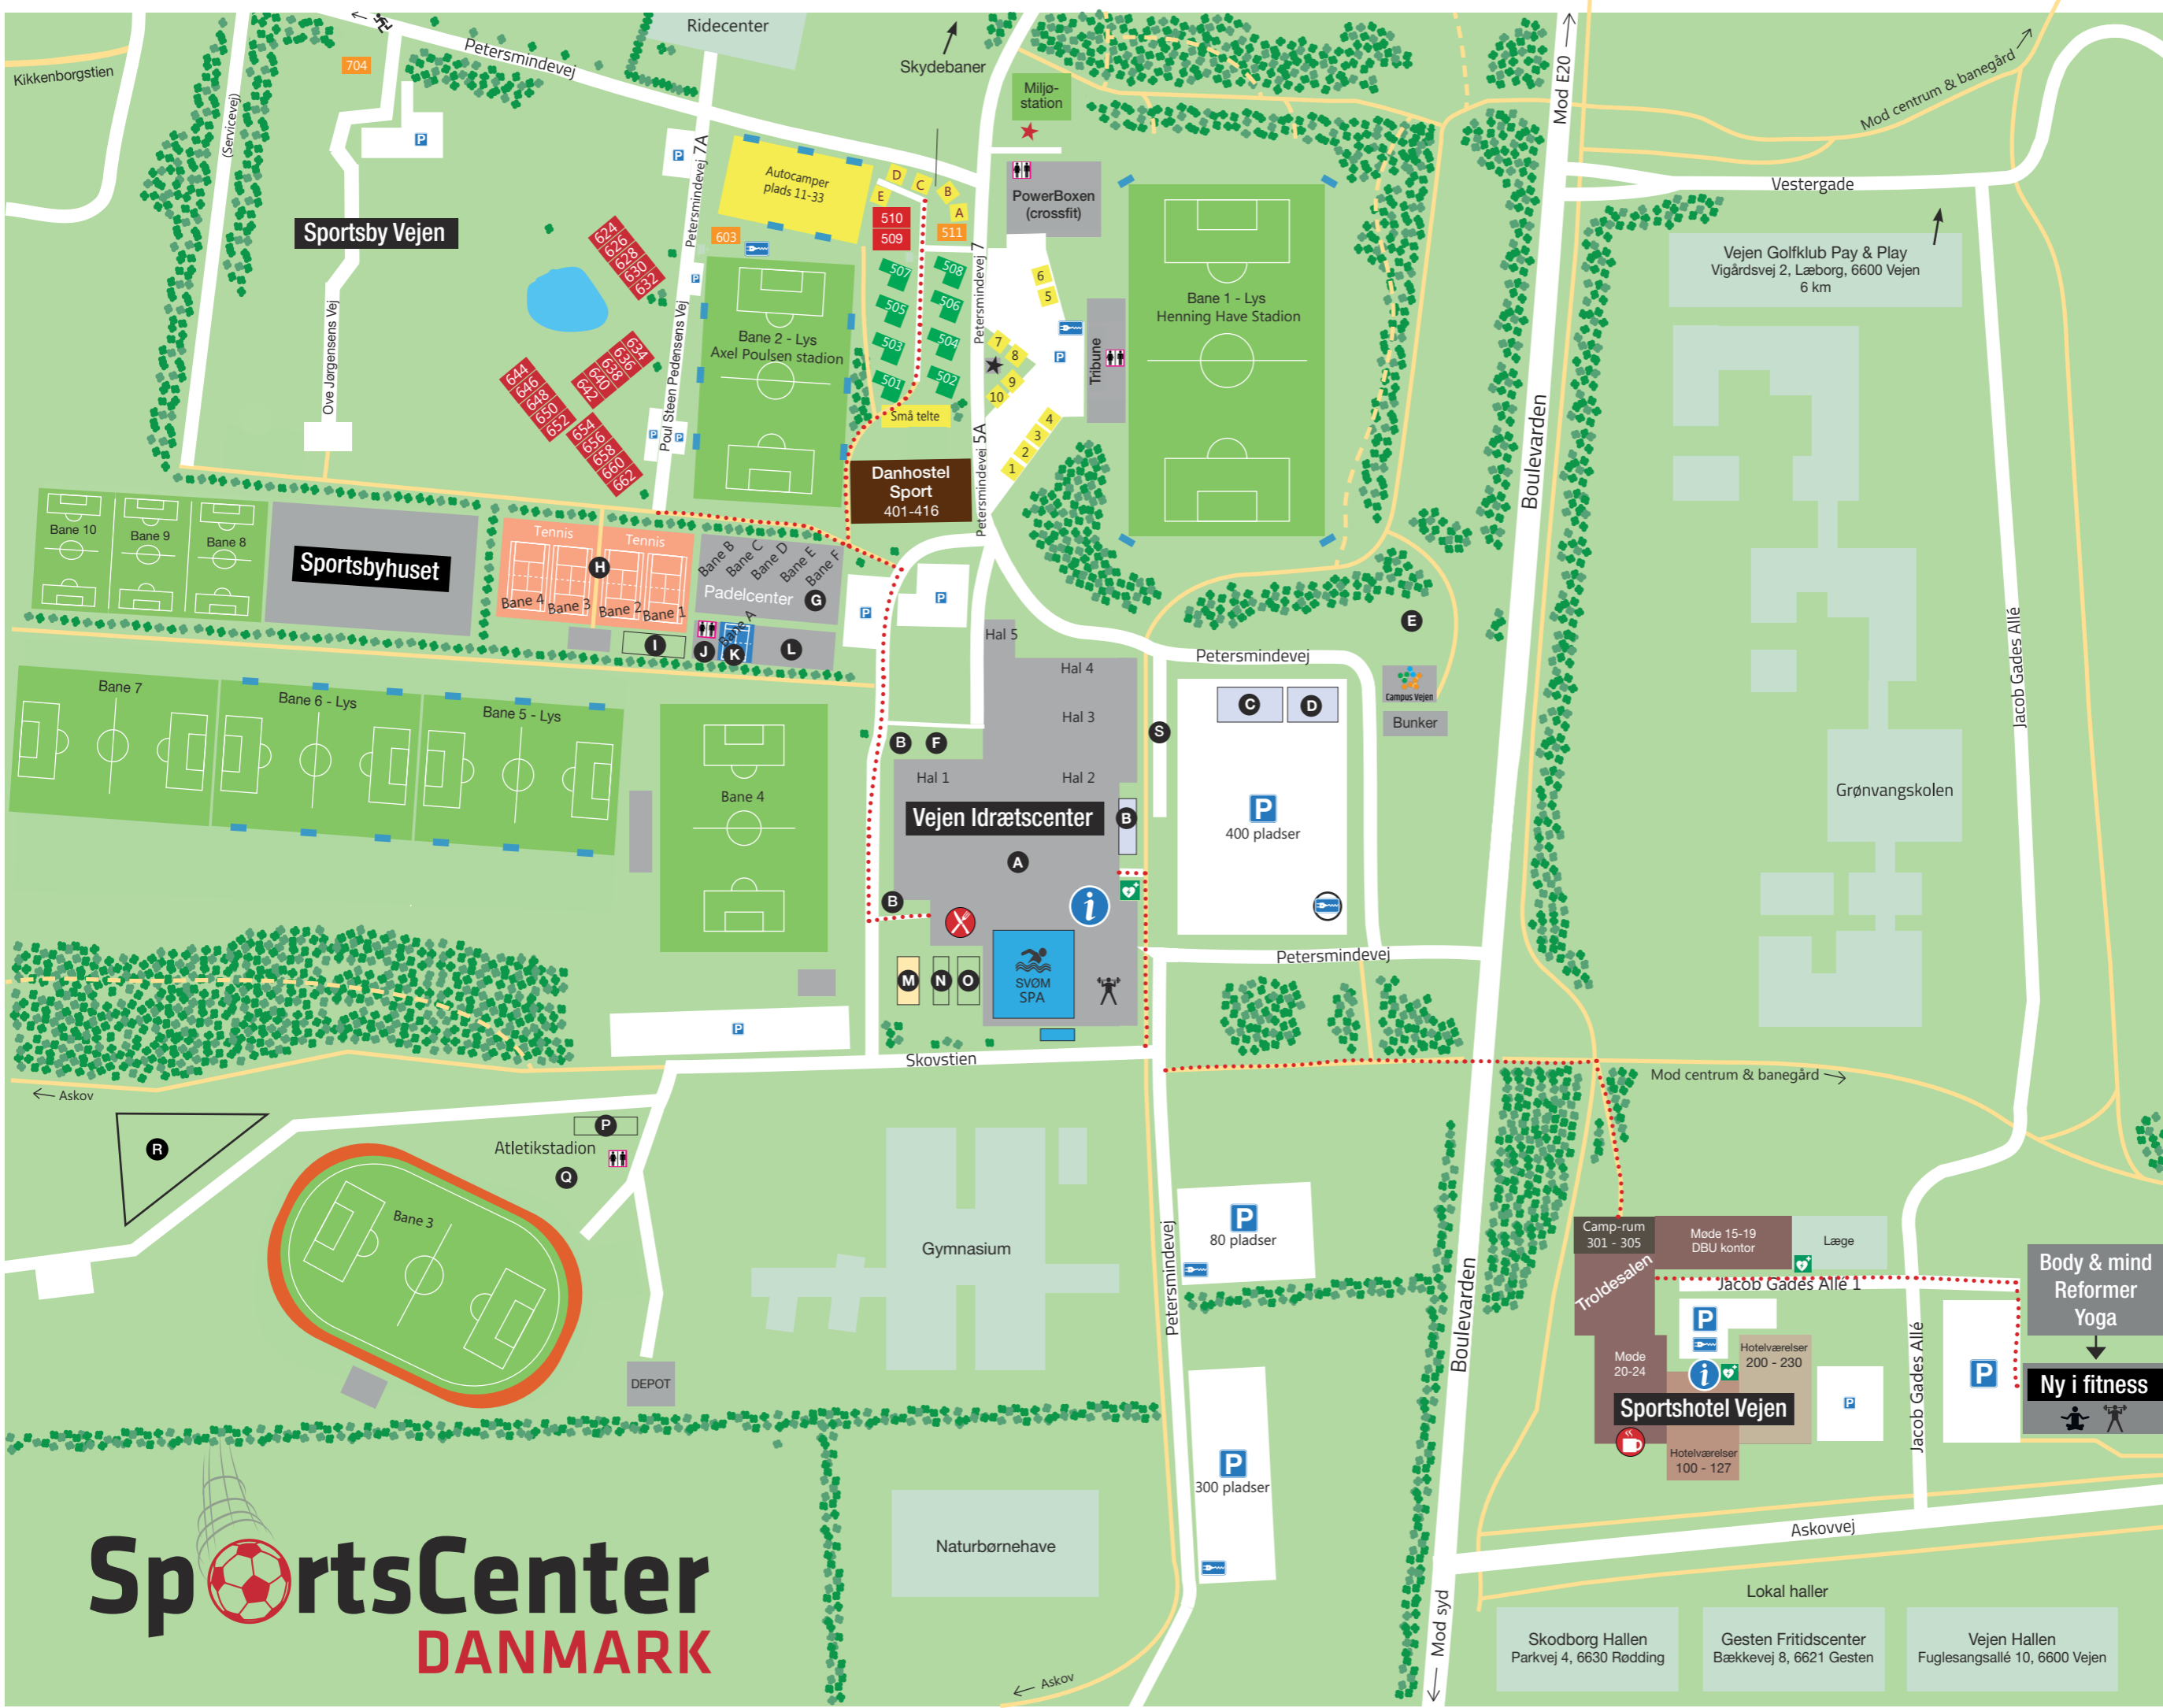 Kikkenborgstien
(Servicevej)
704
Petersmindevej
Ridecenter
Skydebaner
Miljø-
station
Mod E20
Mod centrum & banegård
Vestergade
P
Sportsby Vejen
Ove Jørgensens Vej
624
626
628
630
632
634
636
638
640
642
644
646
648
650
652
654
656
658
660
662
P
Petersmindevej 7A
P
Poul Steen Pedensens Vej
P
P
Autocamper
plads 11-33
603
E
D
C
B
A
510
509
511
507
508
505
506
503
504
501
502
Små telte
Bane 2 - Lys
Axel Poulsen stadion
Petersmindevej 7
Petersmindevej 5A
Danhostel
Sport
401-416
PowerBoxen
(crossfit)
6
5
7
8
9
10
4
3
2
1
P
Tribune
Bane 1 - Lys
Henning Have Stadion
Boulevarden
Vejen Golfklub Pay & Play
Vigårdsvej 2, Læborg, 6600 Vejen
6 km
Grønvangskolen
Jacob Gades Allé
Bane 10
Bane 9
Bane 8
Sportsbyhuset
Tennis
Tennis
H
Bane 4
Bane 3
Bane 2
Bane 1
Bane B
Bane C
Bane D
Bane E
Bane F
Padelcenter
G
Bane A
I
J
K
L
P
P
Bane 7
Bane 6 - Lys
Bane 5 - Lys
Bane 4
Hal 5
Hal 4
Hal 3
Hal 1
Hal 2
B
F
Vejen Idrætscenter
A
B
B
i
SVØM
SPA
M
N
O
S
Petersmindevej
C
D
P
400 pladser
E
Campus Vejen
Bunker
Petersmindevej
P
Skovstien
Askov
R
Atletikstadion
P
Q
Bane 3
DEPOT
Gymnasium
Naturbørnehave
Petersmindevej
P
80 pladser
P
300 pladser
Boulevarden
Mod syd
Askov
Mod centrum & banegård
Camp-rum
301 - 305
Møde 15-19
DBU kontor
Læge
Troldesalen
Jacob Gades Allé 1
P
Møde
20-24
Hotelværelser
200 - 230
i
Sportshotel Vejen
Hotelværelser
100 - 127
P
Jacob Gades Allé
P
Body & mind
Reformer
Yoga
Ny i fitness
Askovvej
Lokal haller
Skodborg Hallen
Parkvej 4, 6630 Rødding
Gesten Fritidscenter
Bækkevej 8, 6621 Gesten
Vejen Hallen
Fuglesangsallé 10, 6600 Vejen
SportsCenter
DANMARK